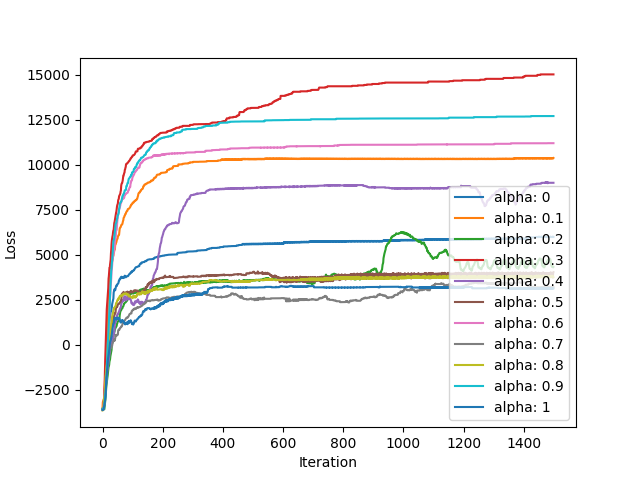 15000
12500
10000
7500
5000
2500
0
−2500
Loss
0
200
400
600
800
1000
1200
1400
Iteration
alpha: 0
alpha: 0.1
alpha: 0.2
alpha: 0.3
alpha: 0.4
alpha: 0.5
alpha: 0.6
alpha: 0.7
alpha: 0.8
alpha: 0.9
alpha: 1